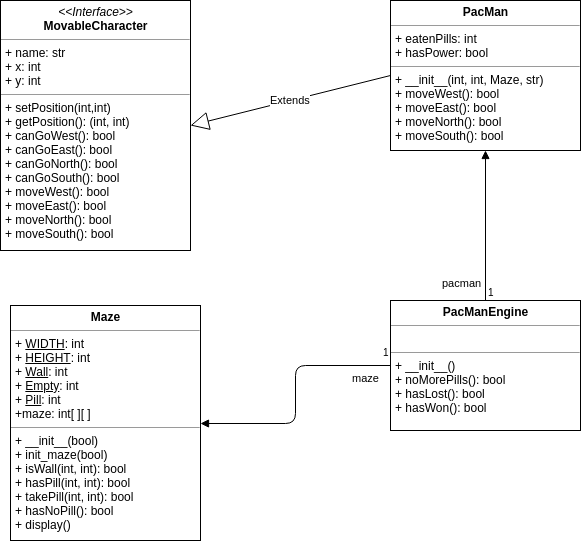 <<Interface>>
MovableCharacter
+ name: str
+ x: int
+ y: int
+ setPosition(int,int)
+ getPosition(): (int, int)
+ canGoWest(): bool
+ canGoEast(): bool
+ canGoNorth(): bool
+ canGoSouth(): bool
+ moveWest(): bool
+ moveEast(): bool
+ moveNorth(): bool
+ moveSouth(): bool
Extends
PacMan
+ eatenPills: int
+ hasPower: bool
+ __init__(int, int, Maze, str)
+ moveWest(): bool
+ moveEast(): bool
+ moveNorth(): bool
+ moveSouth(): bool
pacman
1
PacManEngine
+ __init__()
+ noMorePills(): bool
+ hasLost(): bool
+ hasWon(): bool
1
maze
Maze
+ WIDTH: int
+ HEIGHT: int
+ Wall: int
+ Empty: int
+ Pill: int
+maze: int[ ][ ]
+ __init__(bool)
+ init_maze(bool)
+ isWall(int, int): bool
+ hasPill(int, int): bool
+ takePill(int, int): bool
+ hasNoPill(): bool
+ display()